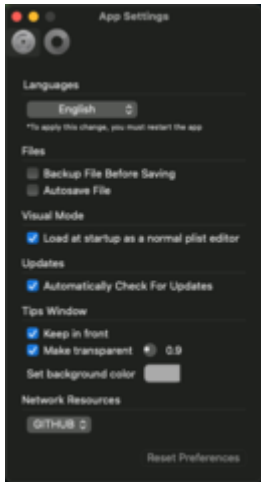 App Settings
Languages
English
*To apply this change, you must restart the app
Files
Backup File Before Saving
Autosave File
Visual Mode
Load at startup as a normal plist editor
Updates
Automatically Check For Updates
Tips Window
Keep in front
Make transparent 0.9
Set background color
Network Resources
GITHUB
Reset Preferences